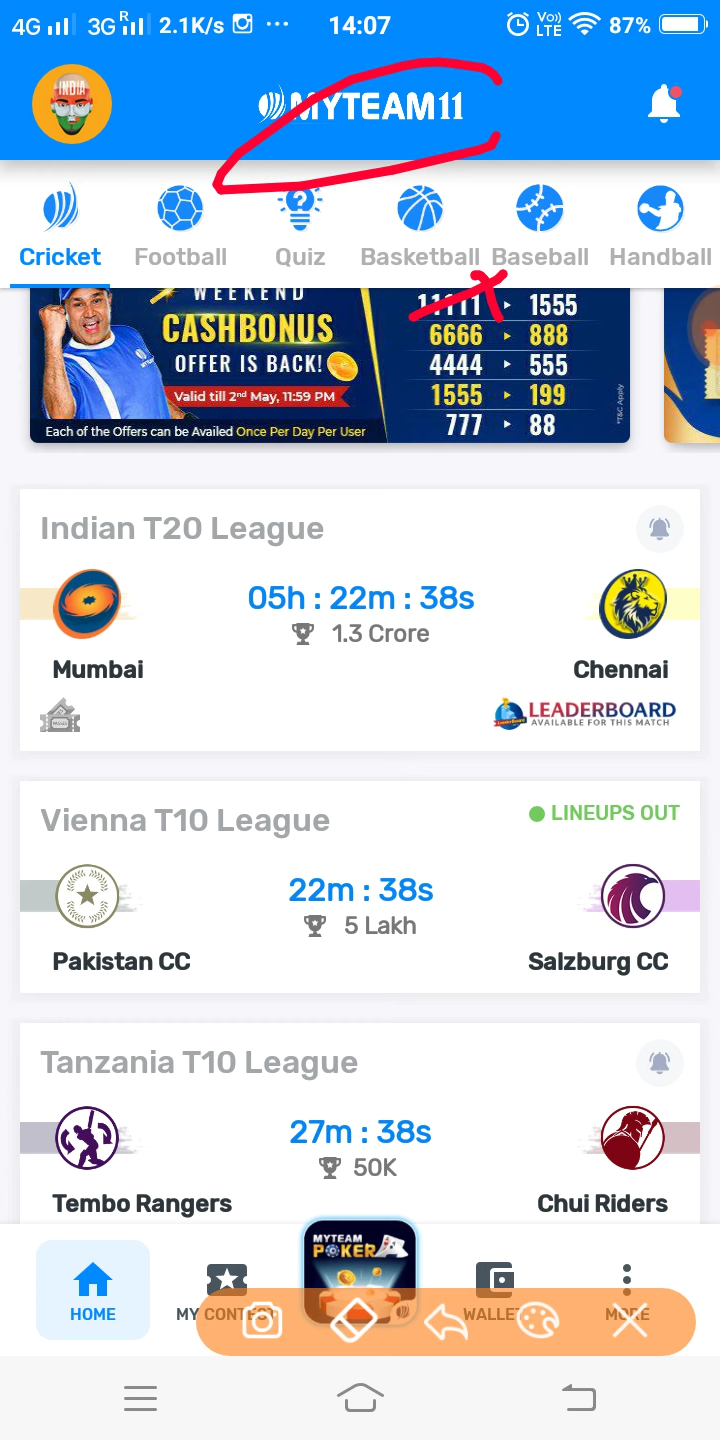 4G 3G R 2.1K/s ... 14:07 Vo)) LTE 87%
INDIA MYTEAM11
Cricket Football Quiz Basketball Baseball Handball
WEEKEND
CASHBONUS
OFFER IS BACK!
Valid till 2nd May, 11:59 PM
Each of the Offers can be Availed Once Per Day Per User
11111 ▸ 1555
6666 ▸ 888
4444 ▸ 555
1555 ▸ 199
777 ▸ 88
*T&C Apply
Indian T20 League
05h : 22m : 38s
1.3 Crore
Mumbai Chennai
LEADERBOARD
AVAILABLE FOR THIS MATCH
Vienna T10 League LINEUPS OUT
22m : 38s
5 Lakh
Pakistan CC Salzburg CC
Tanzania T10 League
27m : 38s
50K
Tembo Rangers Chui Riders
MYTEAM
POKER
HOME MY CONTEST WALLET MORE